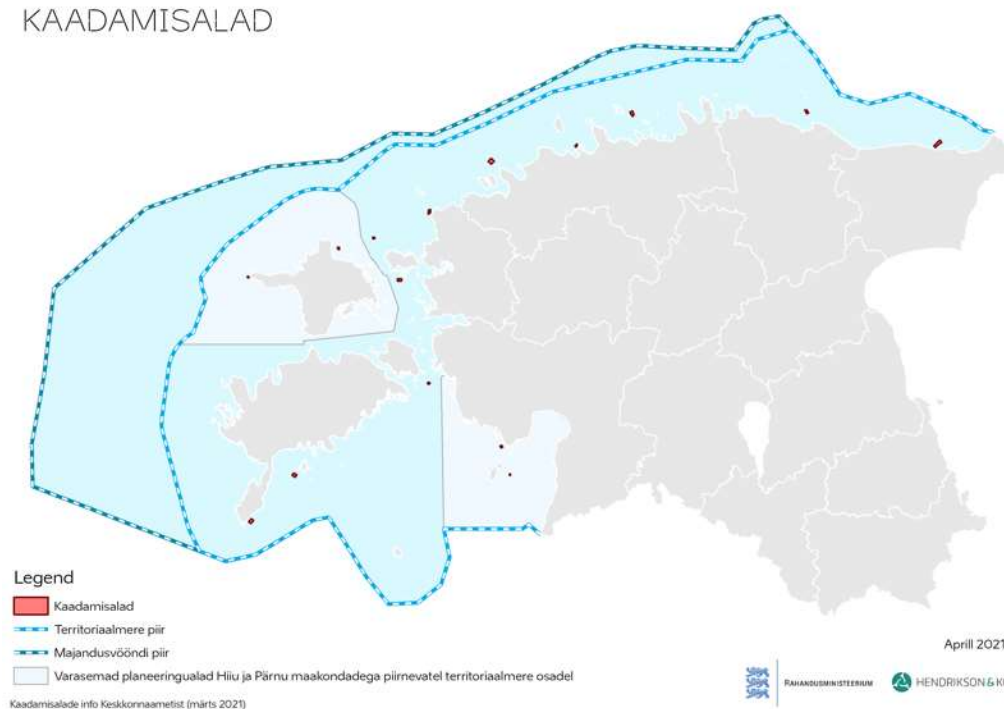 KAADAMISALAD
Legend
Kaadamisalad
Territoriaalmere piir
Majandusvööndi piir
Varasemad planeeringualad Hiiu ja Pärnu maakondadega piirnevatel territoriaalmere osadel
Aprill 2021
RAHANDUSMINISTEERIUM
HENDRIKSON &
Kaadamisalade info Keskkonnaametist (märts 2021)